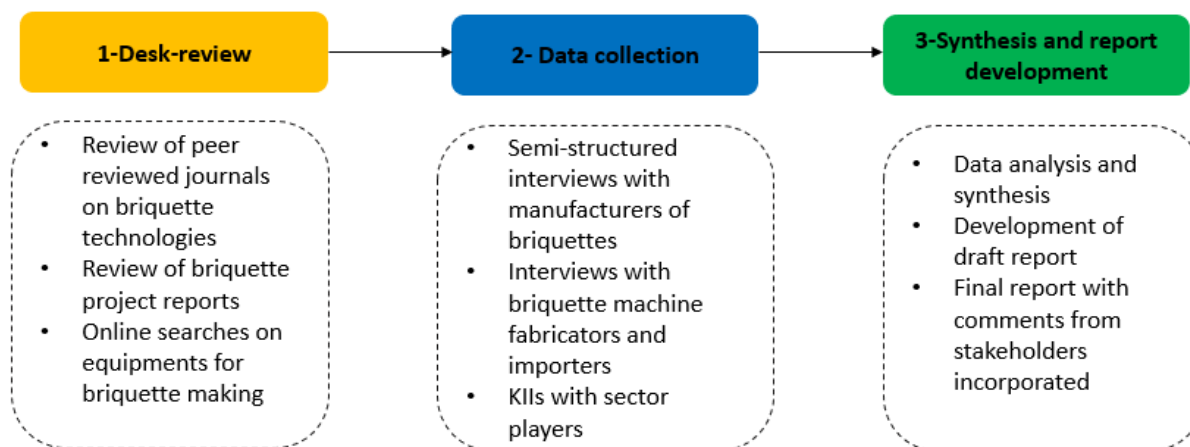 1-Desk-review
2- Data collection
3-Synthesis and report
development
• Review of peer
reviewed journals
on briquette
technologies
• Review of briquette
project reports
• Online searches on
equipments for
briquette making
• Semi-structured
interviews with
manufacturers of
briquettes
• Interviews with
briquette machine
fabricators and
importers
• KIIs with sector
players
• Data analysis and
synthesis
• Development of
draft report
• Final report with
comments from
stakeholders
incorporated